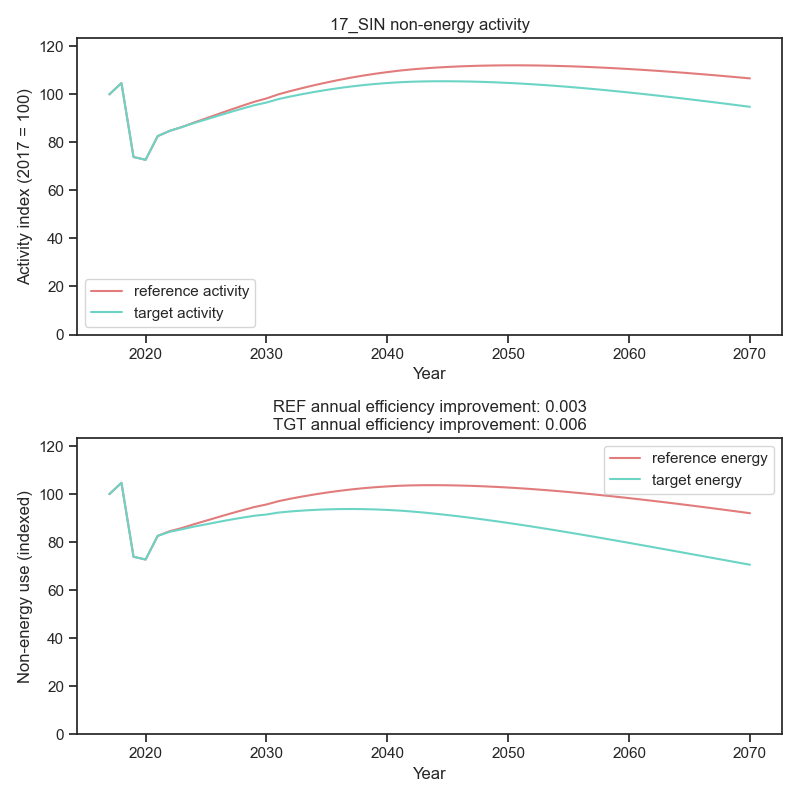 17_SIN non-energy activity
Activity index (2017 = 100)
120
100
80
60
40
20
0
reference activity
target activity
2020 2030 2040 2050 2060 2070
Year
REF annual efficiency improvement: 0.003
TGT annual efficiency improvement: 0.006
Non-energy use (indexed)
120
100
80
60
40
20
0
reference energy
target energy
2020 2030 2040 2050 2060 2070
Year